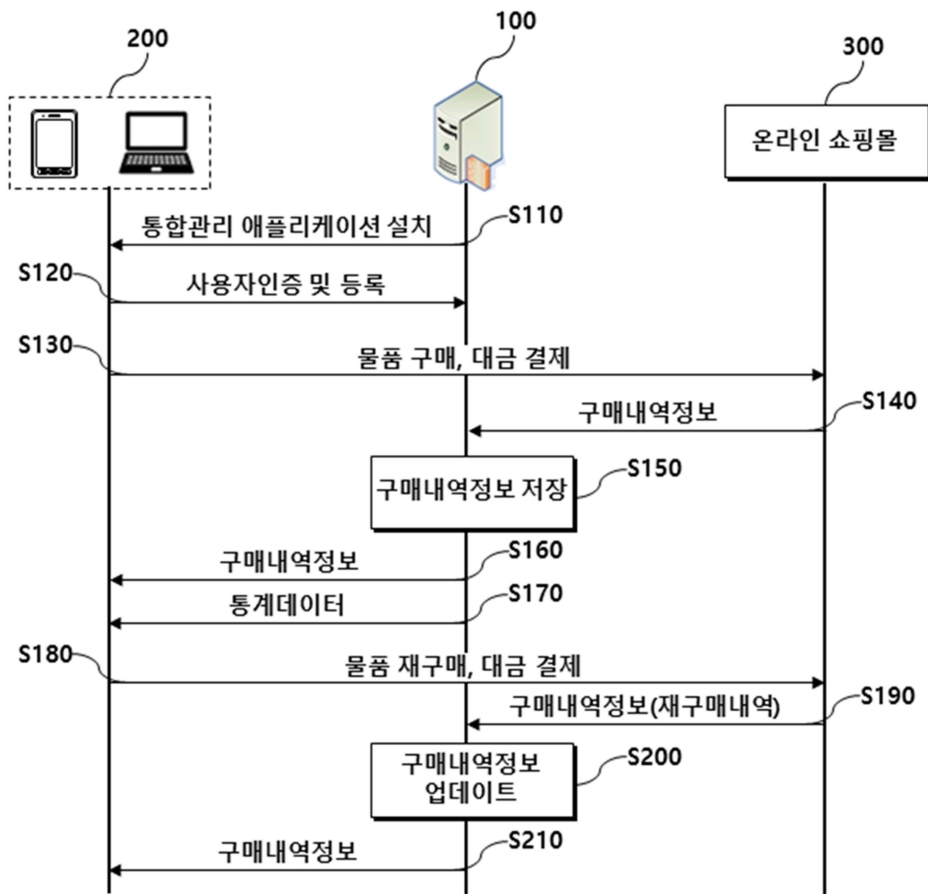 200
100
300
온라인 쇼핑몰
통합관리 애플리케이션 설치
S110
S120
사용자인증 및 등록
S130
물품 구매, 대금 결제
구매내역정보
S140
구매내역정보 저장
S150
구매내역정보
S160
통계데이터
S170
S180
물품 재구매, 대금 결제
구매내역정보(재구매내역)
S190
구매내역정보
업데이트
S200
구매내역정보
S210